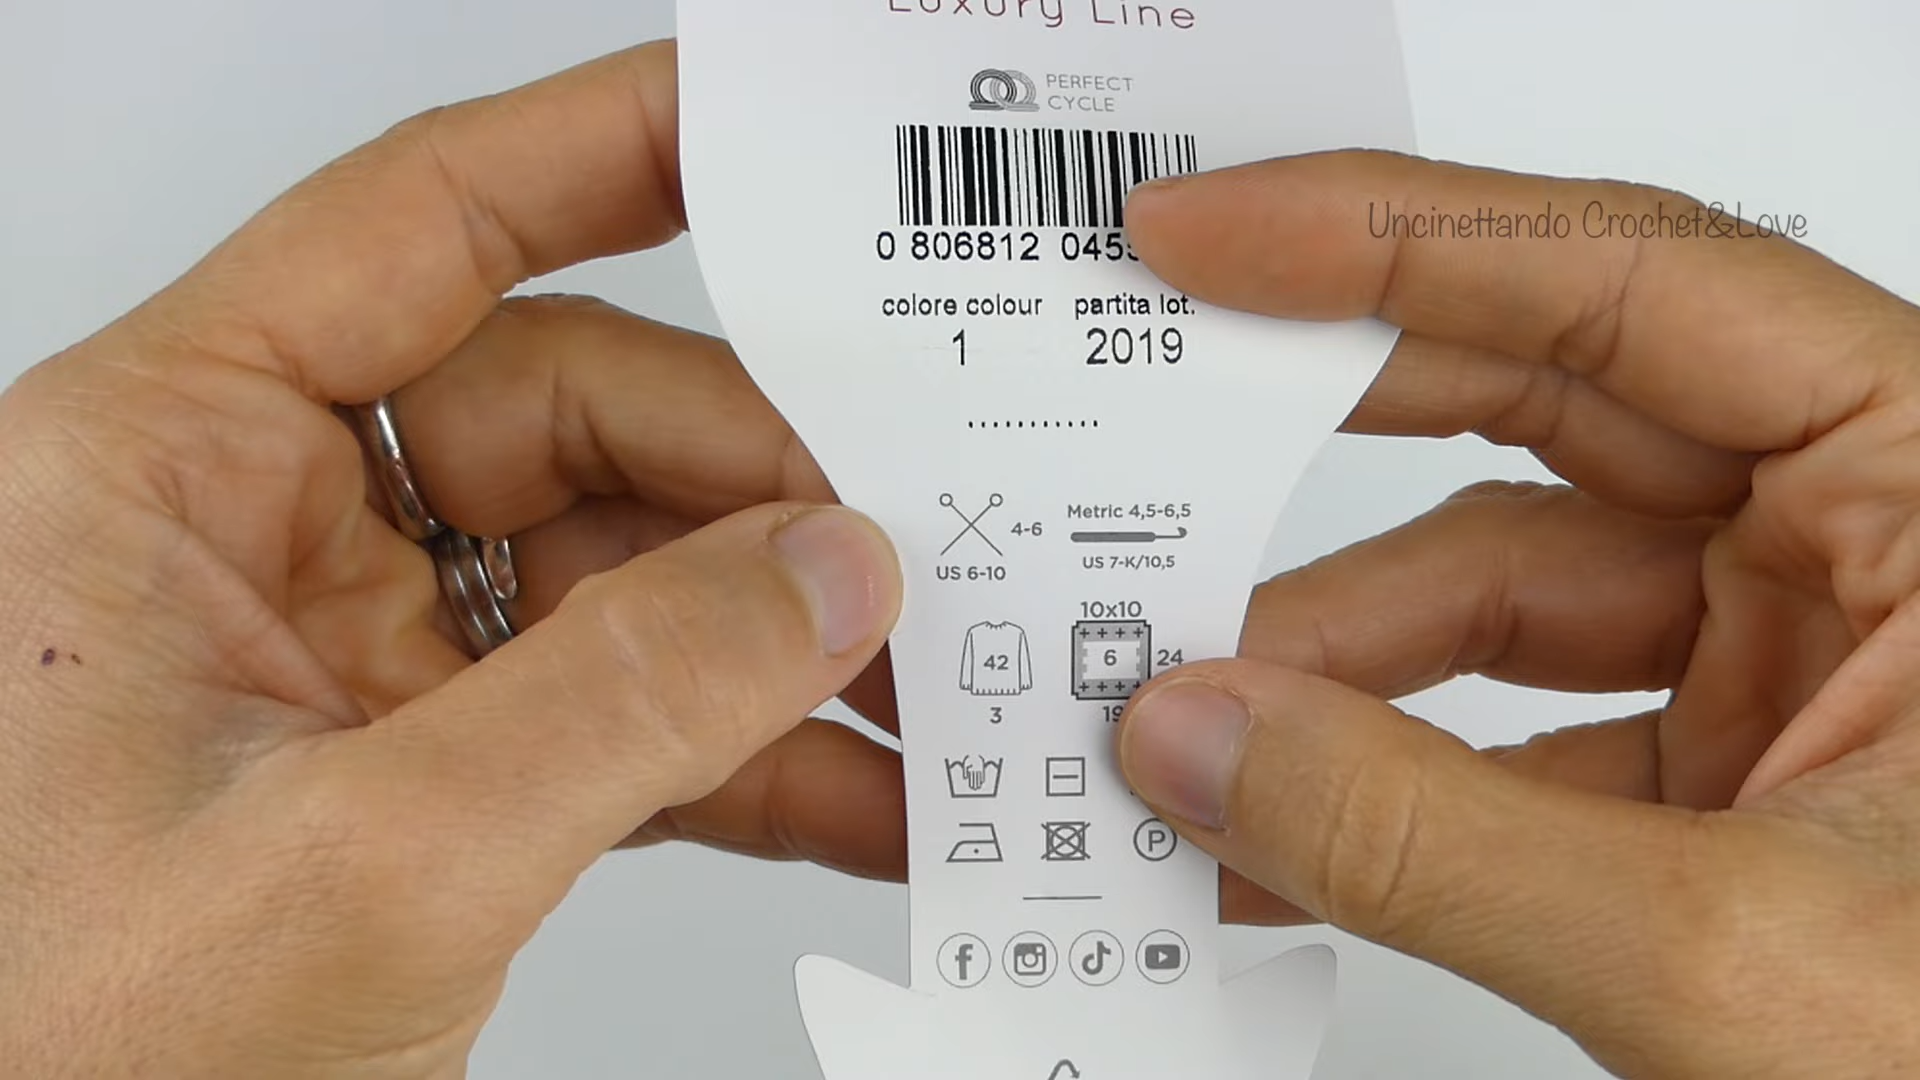 Luxury Line
PERFECT
CYCLE
0 806812 045
Uncinettando Crochet&Love
colore colour partita lot.
1 2019
4-6
US 6-10
Metric 4,5-6,5
US 7-K/10,5
42
3
10x10
6 24
19
P